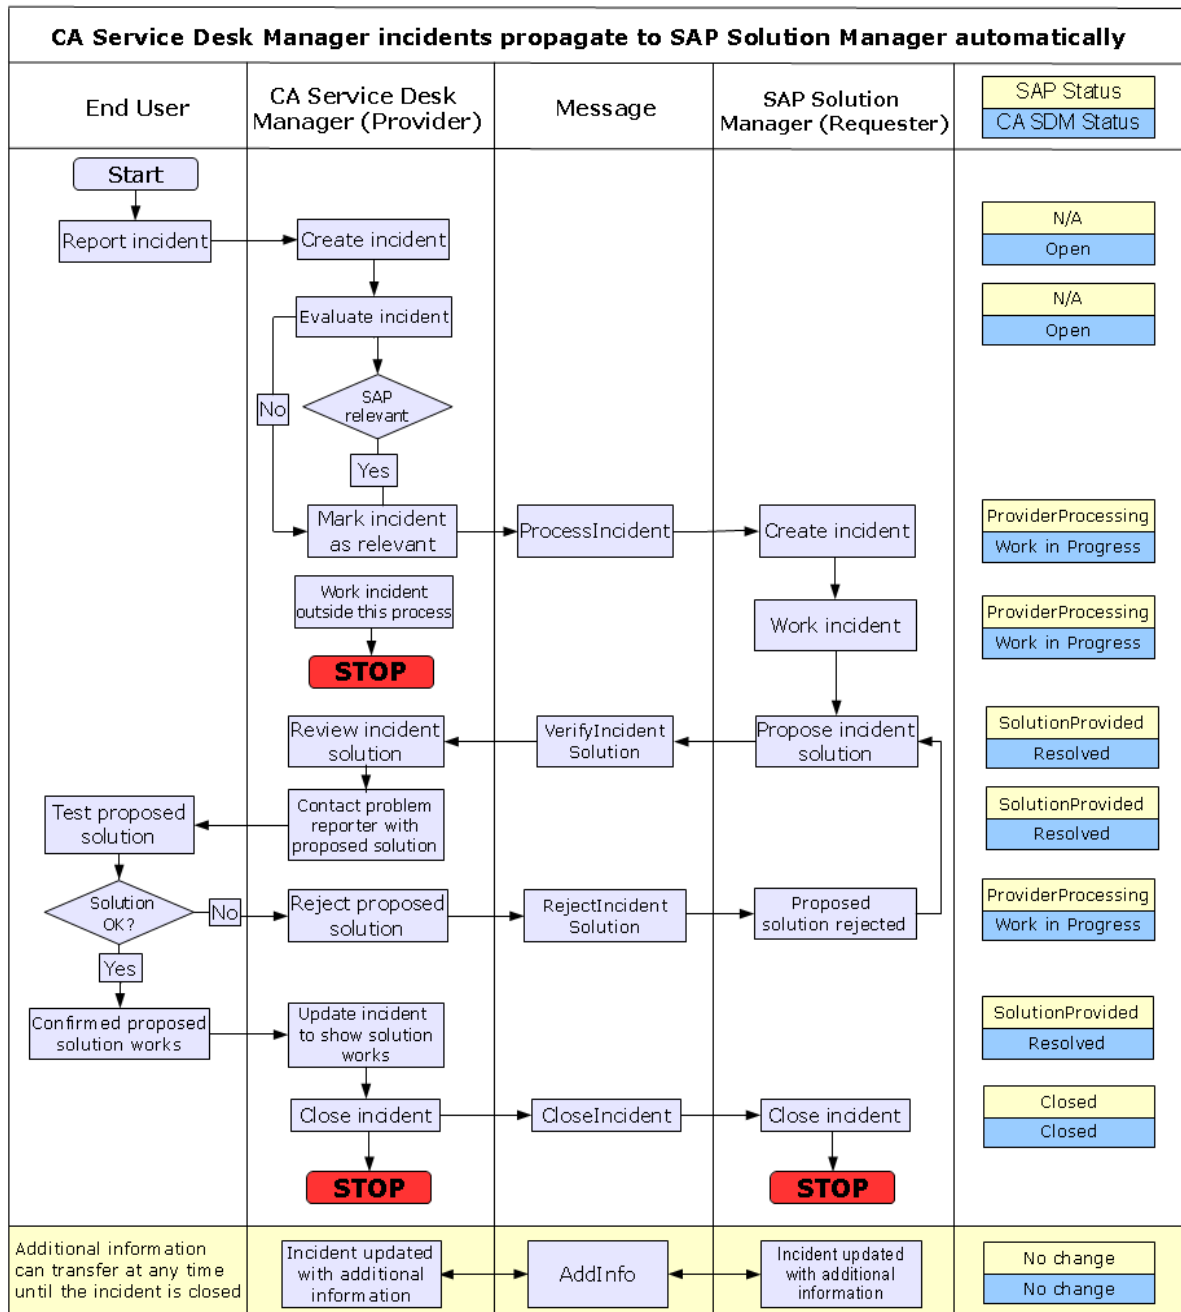 CA Service Desk Manager incidents propagate to SAP Solution Manager automatically
End User
CA Service Desk
Manager (Provider)
Message
SAP Solution
Manager (Requester)
SAP Status
CA SDM Status
Start
Report incident
Create incident
N/A
Open
Evaluate incident
N/A
Open
SAP
relevant
No
Yes
Mark incident
as relevant
ProcessIncident
Create incident
ProviderProcessing
Work in Progress
Work incident
outside this process
Work incident
ProviderProcessing
Work in Progress
STOP
Review incident
solution
VerifyIncident
Solution
Propose incident
solution
SolutionProvided
Resolved
Test proposed
solution
Contact problem
reporter with
proposed solution
SolutionProvided
Resolved
Solution
OK?
No
Reject proposed
solution
RejectIncident
Solution
Proposed
solution rejected
ProviderProcessing
Work in Progress
Yes
Confirmed proposed
solution works
Update incident
to show solution
works
SolutionProvided
Resolved
Close incident
CloseIncident
Close incident
Closed
Closed
STOP
STOP
Additional information
can transfer at any time
until the incident is closed
Incident updated
with additional
information
AddInfo
Incident updated
with additional
information
No change
No change